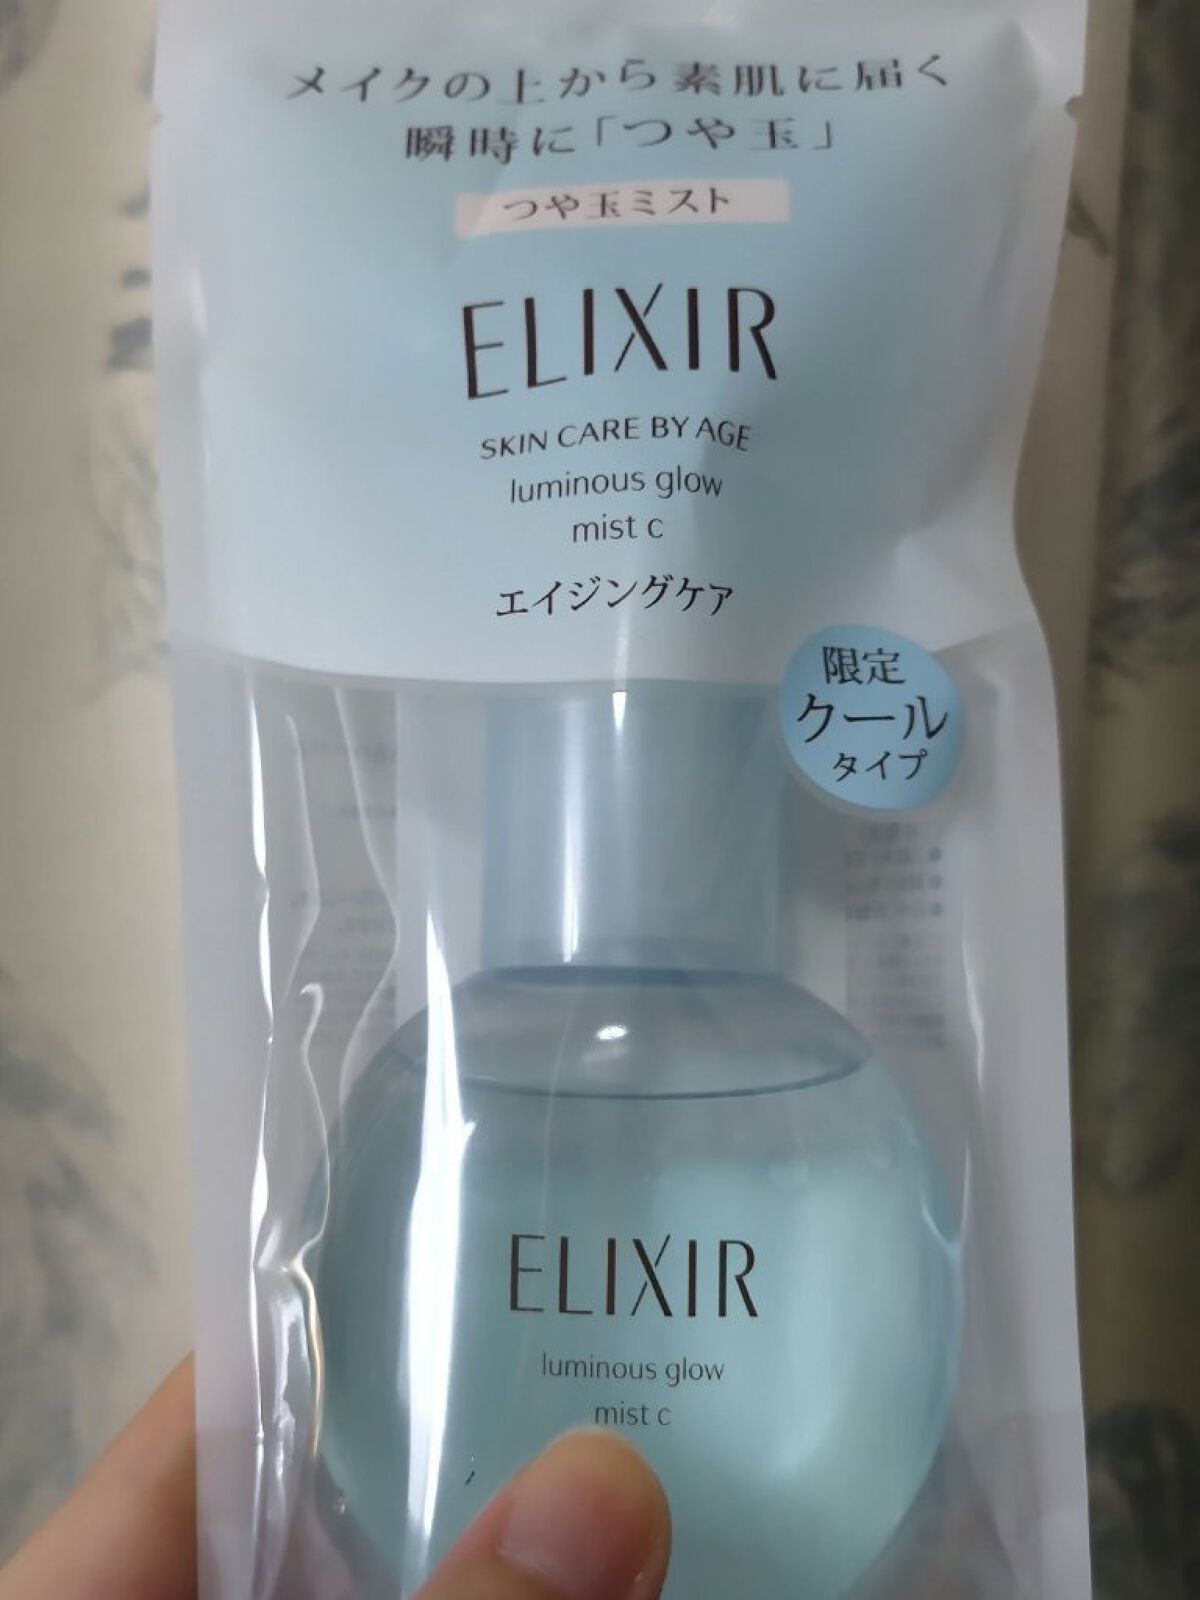 メイクの上から素肌に届く
瞬時に「つや玉」
つや玉ミスト
ELIXIR
SKIN CARE BY AGE
luminous glow
mist c
エイジングケア
限定
クール
タイプ
ELIXIR
luminous glow
mist c